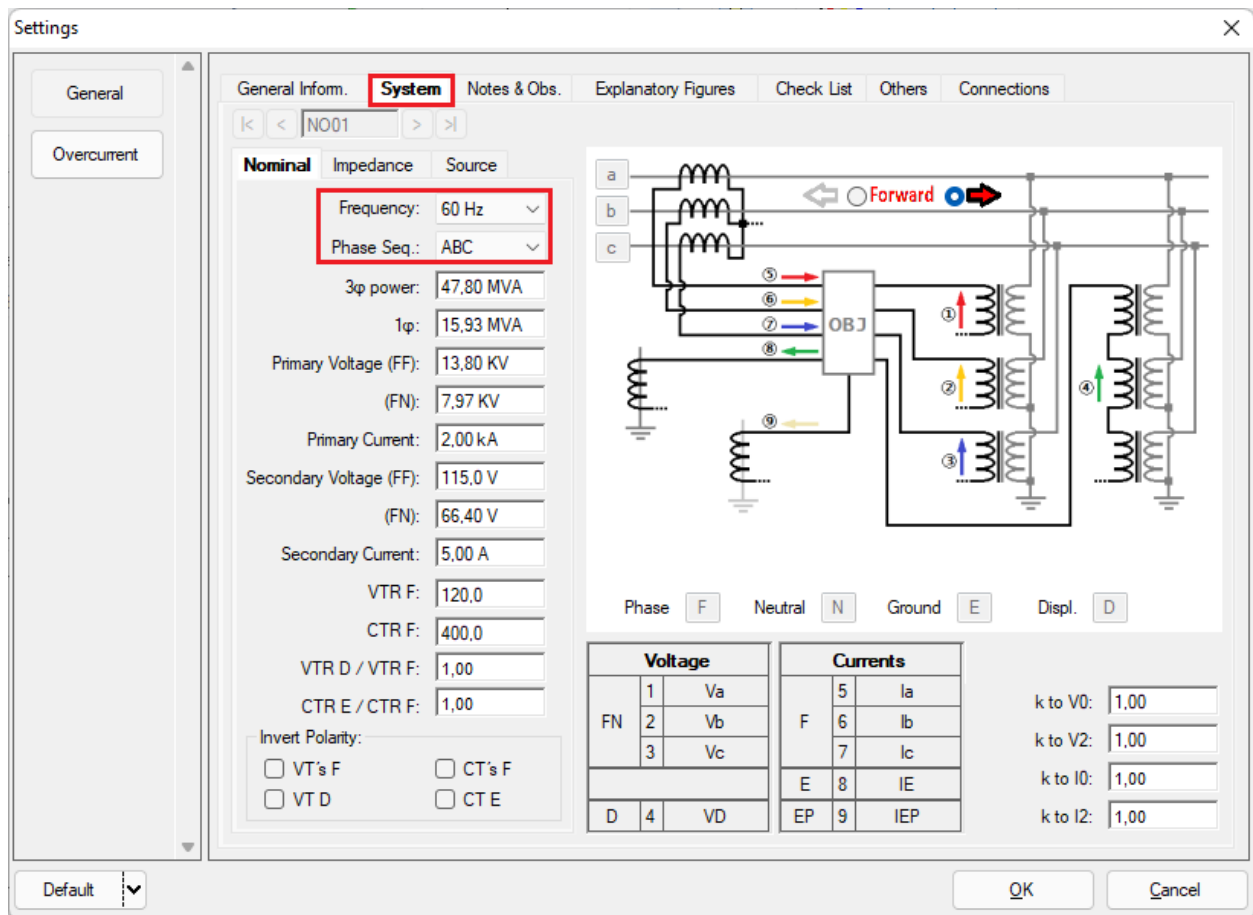 Settings
General
Overcurrent
General Inform. System Notes & Obs. Explanatory Figures Check List Others Connections
|< < NO01 > >|
Nominal Impedance Source
Frequency: 60 Hz
Phase Seq.: ABC
3φ power: 47,80 MVA
1φ: 15,93 MVA
Primary Voltage (FF): 13,80 KV
(FN): 7,97 KV
Primary Current: 2,00 kA
Secondary Voltage (FF): 115,0 V
(FN): 66,40 V
Secondary Current: 5,00 A
VTR F: 120,0
CTR F: 400,0
VTR D / VTR F: 1,00
CTR E / CTR F: 1,00
Invert Polarity:
VT's F CT's F
VT D CT E
a
b
c
Forward
⑤
⑥
⑦
⑧
OBJ
①
②
④
⑨
③
Phase F Neutral N Ground E Displ. D
Voltage
1 Va
FN 2 Vb
3 Vc
D 4 VD
Currents
5 Ia
F 6 Ib
7 Ic
E 8 IE
EP 9 IEP
k to V0: 1,00
k to V2: 1,00
k to I0: 1,00
k to I2: 1,00
Default
OK
Cancel